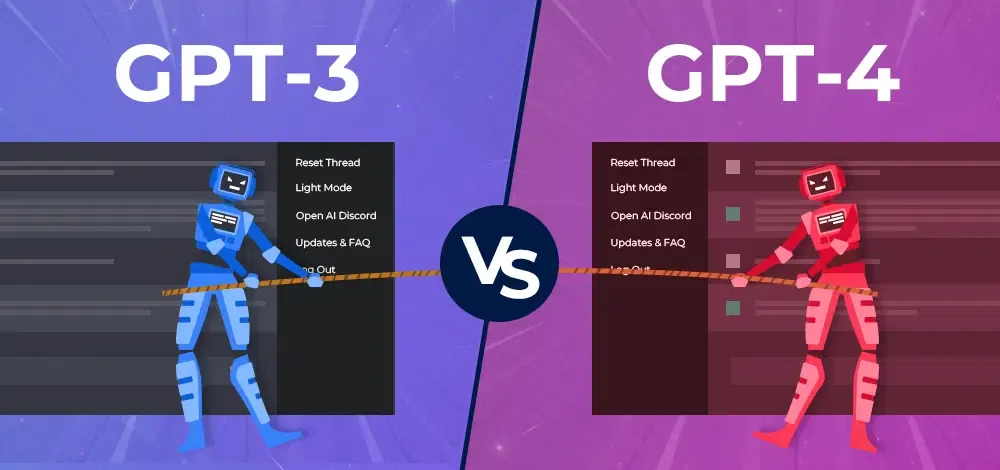 GPT-3
Reset Thread
Light Mode
Open AI Discord
Updates & FAQ
Log Out
VS
GPT-4
Reset Thread
Light Mode
Open AI Discord
Updates & FAQ
Log Out